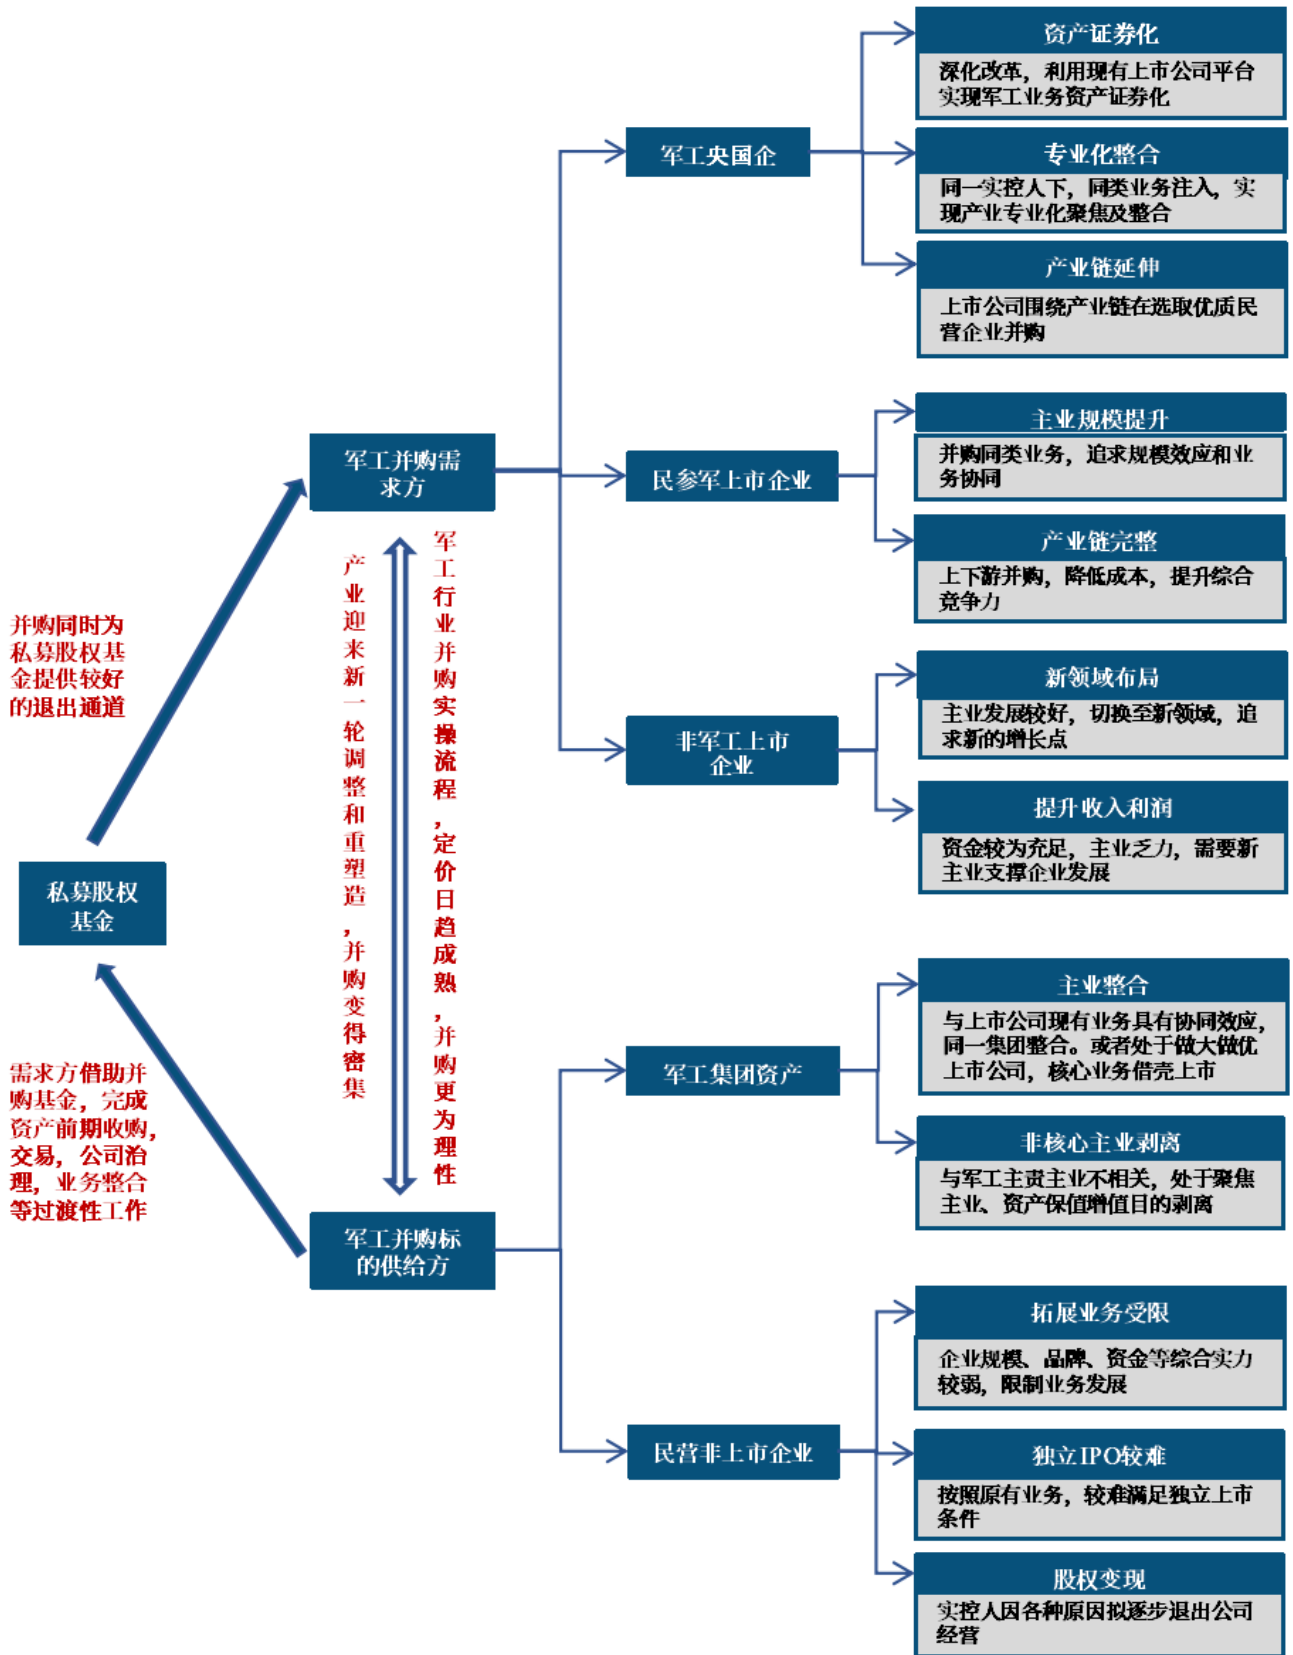 资产证券化
深化改革，利用现有上市公司平台
实现军工业务资产证券化
军工央国企
专业化整合
同一实控人下，同类业务注入，实
现产业专业化聚焦及整合
产业链延伸
上市公司围绕产业链在选取优质民
营企业并购
军工并购需
求方
主业规模提升
并购同类业务，追求规模效应和业
务协同
民参军上市企业
产业链完整
上下游并购，降低成本，提升综合
竞争力
新领域布局
主业发展较好，切换至新领域，追
求新的增长点
非军工上市
企业
提升收入利润
资金较为充足，主业乏力，需要新
主业支撑企业发展
并购同时为
私募股权基
金提供较好
的退出通道
产业迎来新一轮调整和重塑造，并购变得密集
军工行业并购实操流程，定价日趋成熟，并购更为理性
私募股权
基金
需求方借助并
购基金，完成
资产前期收购，
交易，公司治
理，业务整合
等过渡性工作
军工并购标
的供给方
军工集团资产
主业整合
与上市公司现有业务具有协同效应，
同一集团整合。或者处于做大做优
上市公司，核心业务借壳上市
非核心主业剥离
与军工主责主业不相关，处于聚焦
主业、资产保值增值目的剥离
民营非上市企业
拓展业务受限
企业规模、品牌、资金等综合实力
较弱，限制业务发展
独立IPO较难
按照原有业务，较难满足独立上市
条件
股权变现
实控人因各种原因拟逐步退出公司
经营